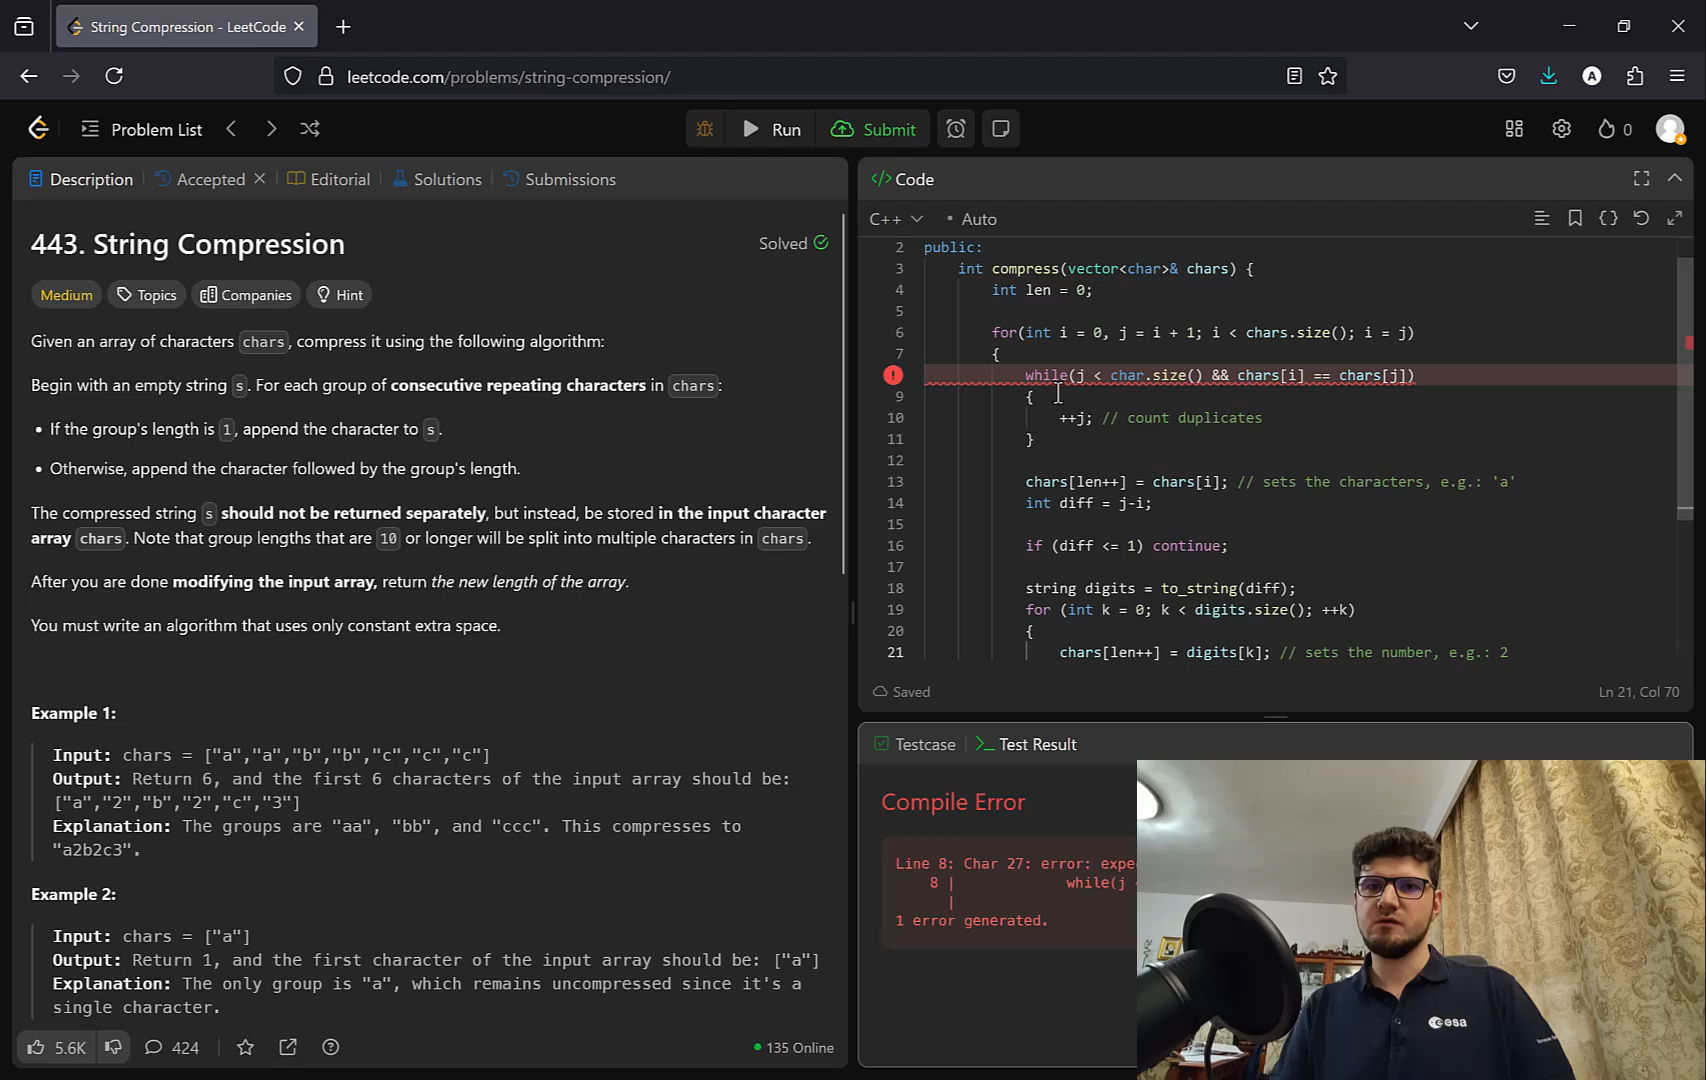 String Compression - LeetCode
leetcode.com/problems/string-compression/
A
Problem List
Run
Submit
0
Description
Accepted
Editorial
Solutions
Submissions
443. String Compression
Solved
Medium
Topics
Companies
Hint
Given an array of characters chars, compress it using the following algorithm:
Begin with an empty string s. For each group of consecutive repeating characters in chars:
• If the group's length is 1, append the character to s.
• Otherwise, append the character followed by the group's length.
The compressed string s should not be returned separately, but instead, be stored in the input character
array chars. Note that group lengths that are 10 or longer will be split into multiple characters in chars.
After you are done modifying the input array, return the new length of the array.
You must write an algorithm that uses only constant extra space.
Example 1:
Input: chars = ["a","a","b","b","c","c","c"]
Output: Return 6, and the first 6 characters of the input array should be:
["a","2","b","2","c","3"]
Explanation: The groups are "aa", "bb", and "ccc". This compresses to
"a2b2c3".
Example 2:
Input: chars = ["a"]
Output: Return 1, and the first character of the input array should be: ["a"]
Explanation: The only group is "a", which remains uncompressed since it's a
single character.
5.6K
424
135 Online
</> Code
C++
• Auto
2 public:
3 int compress(vector<char>& chars) {
4 int len = 0;
5
6 for(int i = 0, j = i + 1; i < chars.size(); i = j)
7 {
while(j < char.size() && chars[i] == chars[j])
9 {
10 ++j; // count duplicates
11 }
12
13 chars[len++] = chars[i]; // sets the characters, e.g.: 'a'
14 int diff = j-i;
15
16 if (diff <= 1) continue;
17
18 string digits = to_string(diff);
19 for (int k = 0; k < digits.size(); ++k)
20 {
21 chars[len++] = digits[k]; // sets the number, e.g.: 2
Saved
Ln 21, Col 70
Testcase
Test Result
Compile Error
Line 8: Char 27: error: expe
8 | while(j
|
1 error generated.
esa